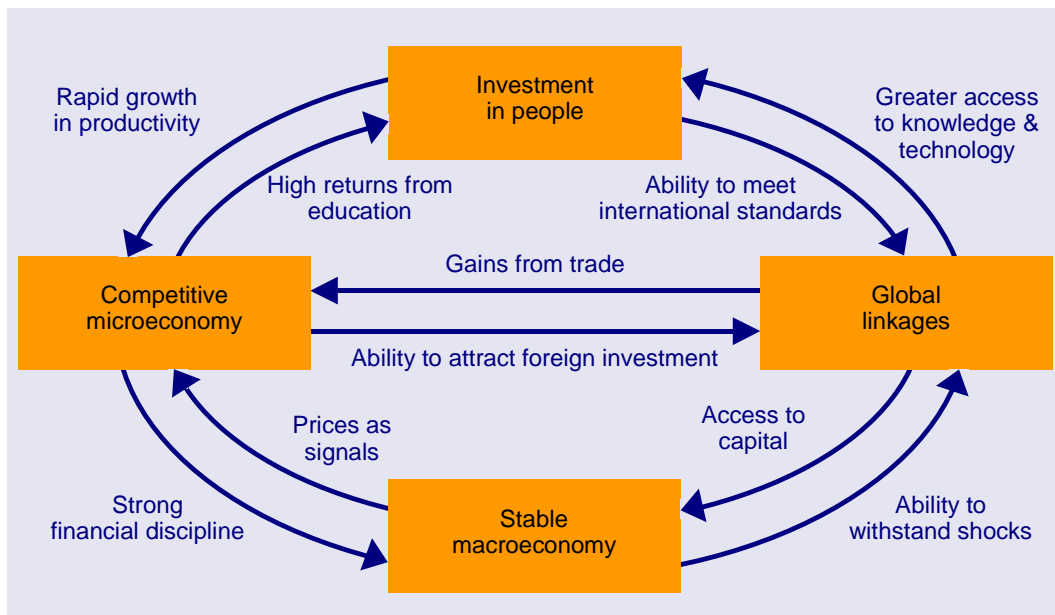 Investment
in people
Rapid growth
in productivity
Greater access
to knowledge &
technology
High returns from
education
Ability to meet
international standards
Competitive
microeconomy
Gains from trade
Global
linkages
Ability to attract foreign investment
Prices as
signals
Access to
capital
Strong
financial discipline
Stable
macroeconomy
Ability to
withstand shocks